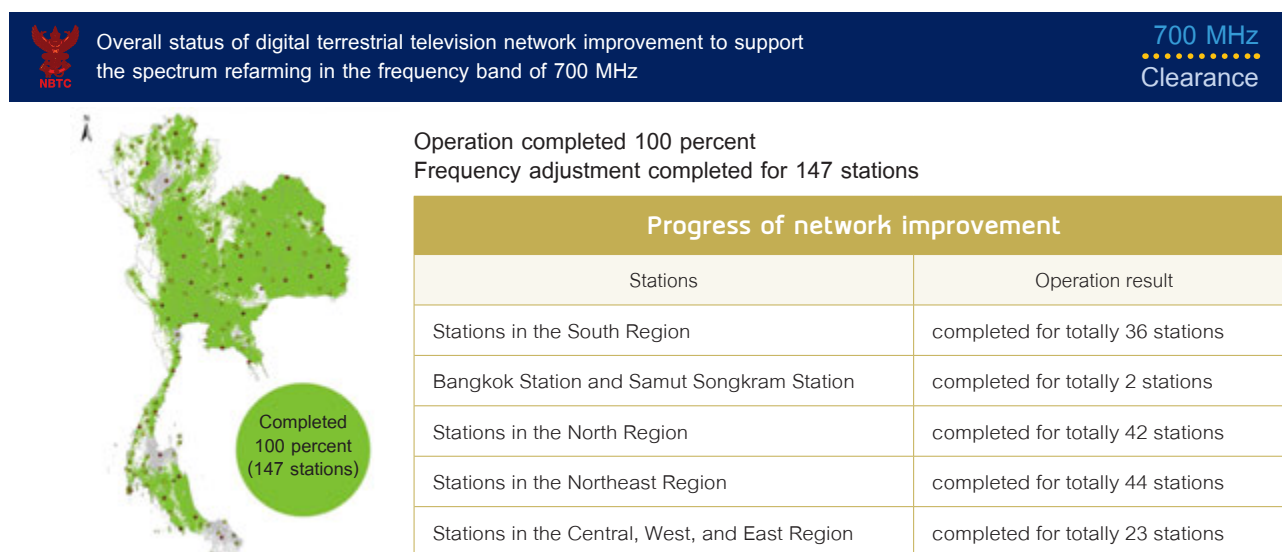 Overall status of digital terrestrial television network improvement to support
the spectrum refarming in the frequency band of 700 MHz
700 MHz
Clearance
NBTC
N
Operation completed 100 percent
Frequency adjustment completed for 147 stations
Progress of network improvement
Stations
Operation result
Stations in the South Region
completed for totally 36 stations
Bangkok Station and Samut Songkram Station
completed for totally 2 stations
Stations in the North Region
completed for totally 42 stations
Stations in the Northeast Region
completed for totally 44 stations
Stations in the Central, West, and East Region
completed for totally 23 stations
Completed
100 percent
(147 stations)